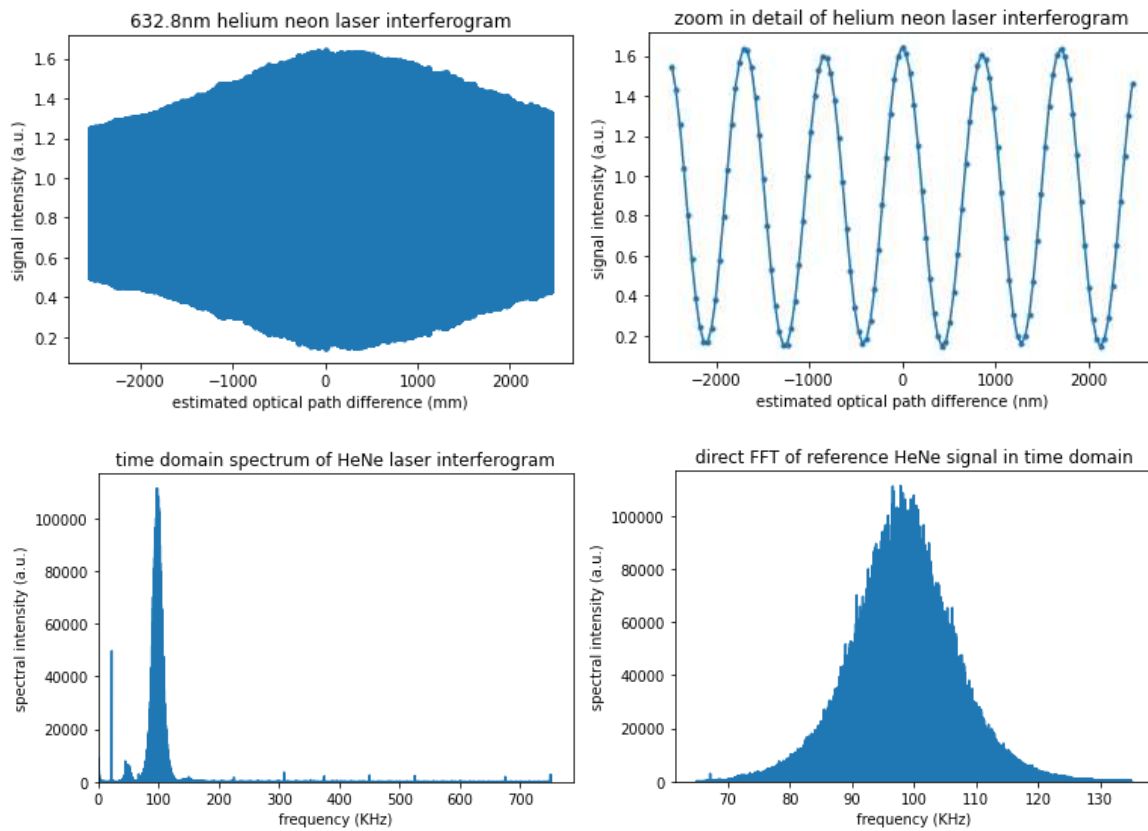 632.8nm helium neon laser interferogram
signal intensity (a.u.)
1.6
1.4
1.2
1.0
0.8
0.6
0.4
0.2
−2000 −1000 0 1000 2000
estimated optical path difference (mm)
zoom in detail of helium neon laser interferogram
signal intensity (a.u.)
1.6
1.4
1.2
1.0
0.8
0.6
0.4
0.2
−2000 −1000 0 1000 2000
estimated optical path difference (nm)
time domain spectrum of HeNe laser interferogram
spectral intensity (a.u.)
100000
80000
60000
40000
20000
0
0 100 200 300 400 500 600 700
frequency (KHz)
direct FFT of reference HeNe signal in time domain
spectral intensity (a.u.)
100000
80000
60000
40000
20000
0
70 80 90 100 110 120 130
frequency (KHz)